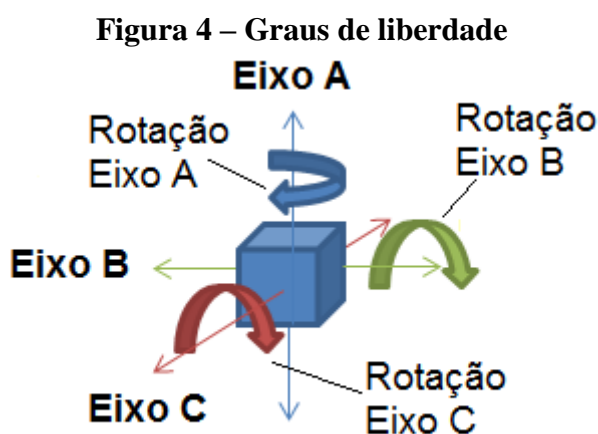 Figura 4 – Graus de liberdade
Eixo A
Rotação
Eixo A
Rotação
Eixo B
Eixo B
Eixo C
Rotação
Eixo C